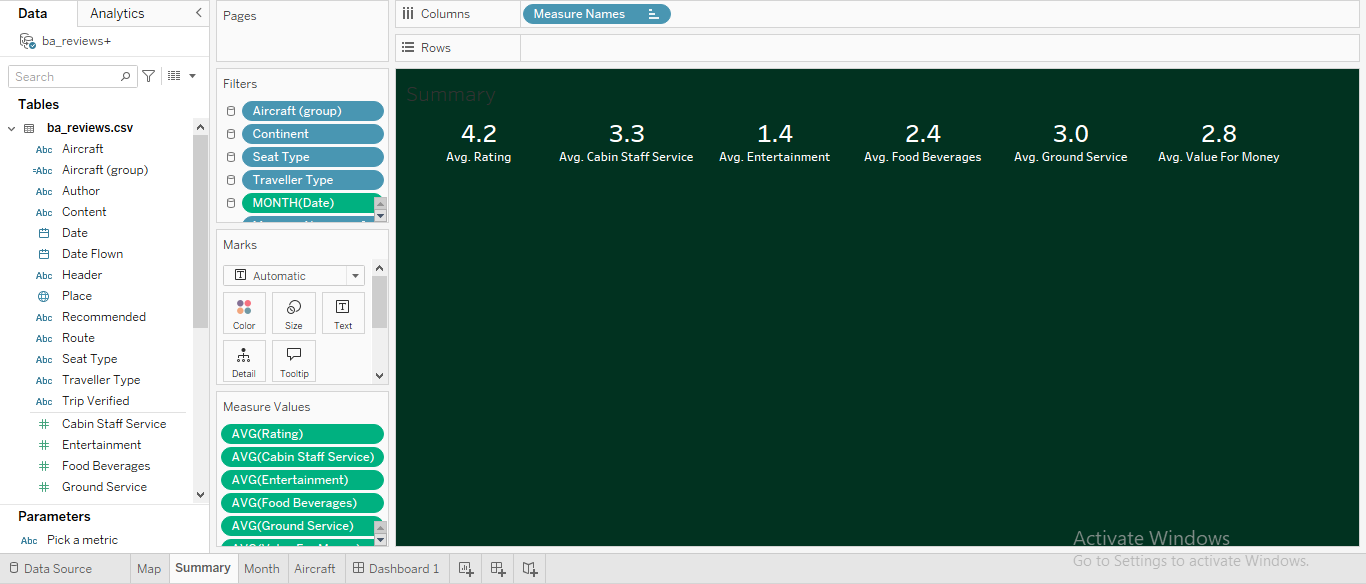 Data
Analytics
ba_reviews+
Search
Tables
ba_reviews.csv
Abc Aircraft
=Abc Aircraft (group)
Abc Author
Abc Content
Date
Date Flown
Abc Header
Place
Abc Recommended
Abc Route
Abc Seat Type
Abc Traveller Type
Abc Trip Verified
Cabin Staff Service
Entertainment
Food Beverages
Ground Service
Parameters
Abc Pick a metric
Pages
Filters
Aircraft (group)
Continent
Seat Type
Traveller Type
MONTH(Date)
Marks
Automatic
Color Size Text
Detail Tooltip
Measure Values
AVG(Rating)
AVG(Cabin Staff Service)
AVG(Entertainment)
AVG(Food Beverages)
AVG(Ground Service)
Columns
Measure Names
Rows
Summary
4.2 3.3 1.4 2.4 3.0 2.8
Avg. Rating Avg. Cabin Staff Service Avg. Entertainment Avg. Food Beverages Avg. Ground Service Avg. Value For Money
Activate Windows
Go to Settings to activate Windows.
Data Source Map Summary Month Aircraft Dashboard 1